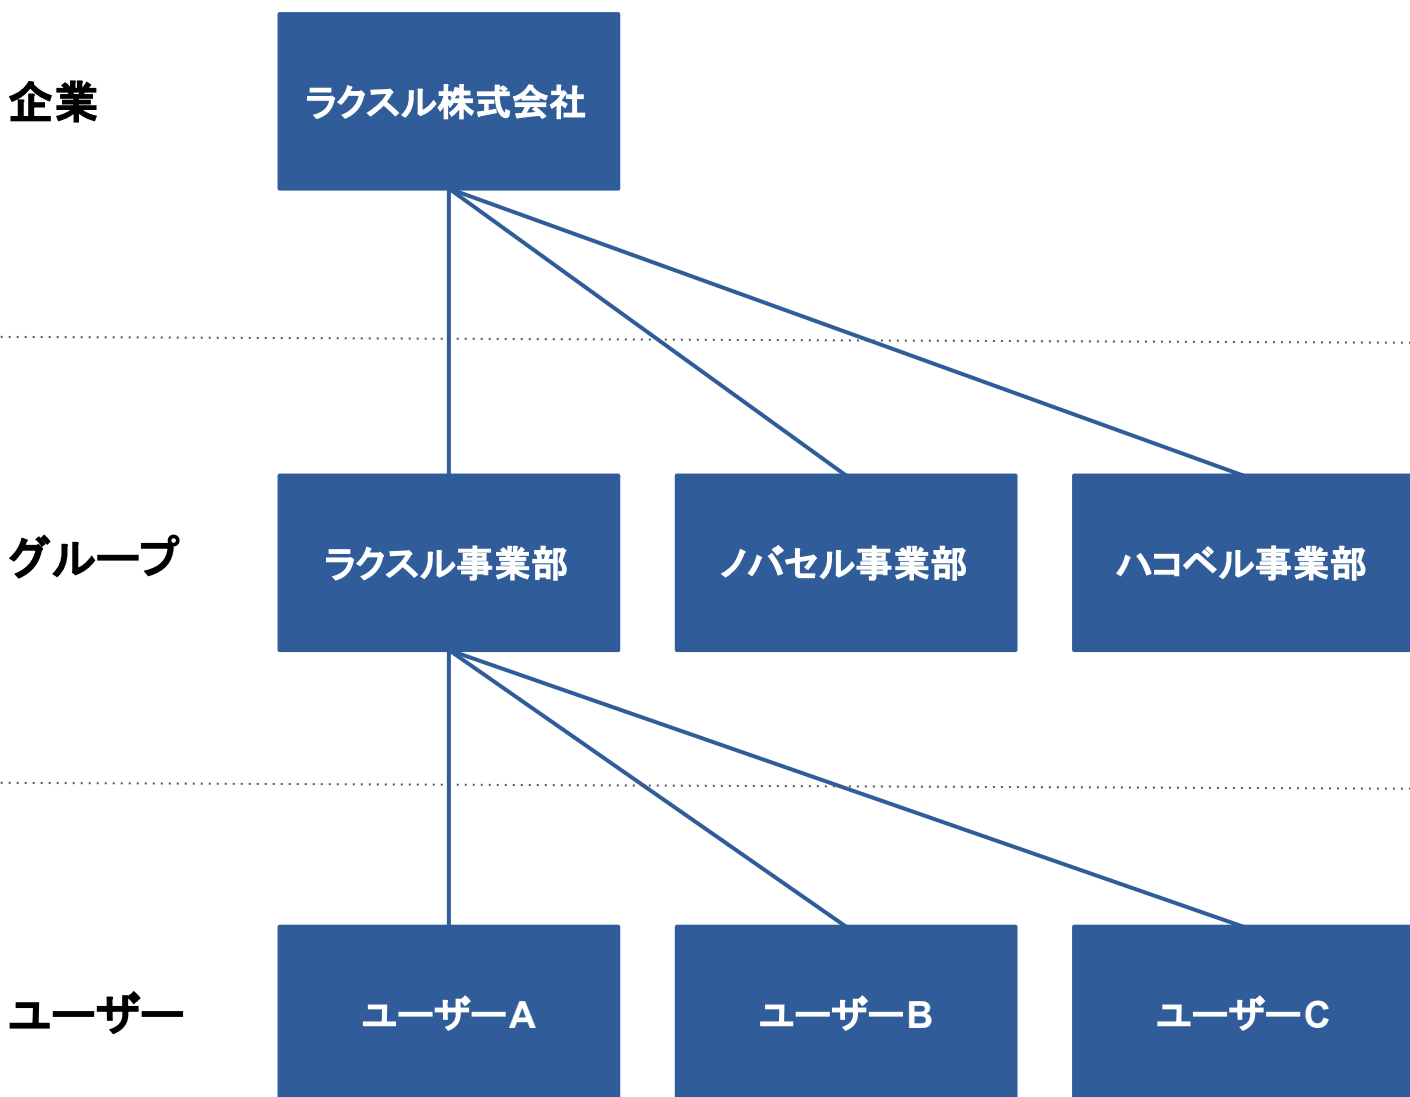 企業
ラクスル株式会社
グループ
ラクスル事業部
ノバセル事業部
ハコベル事業部
ユーザー
ユーザーA
ユーザーB
ユーザーC